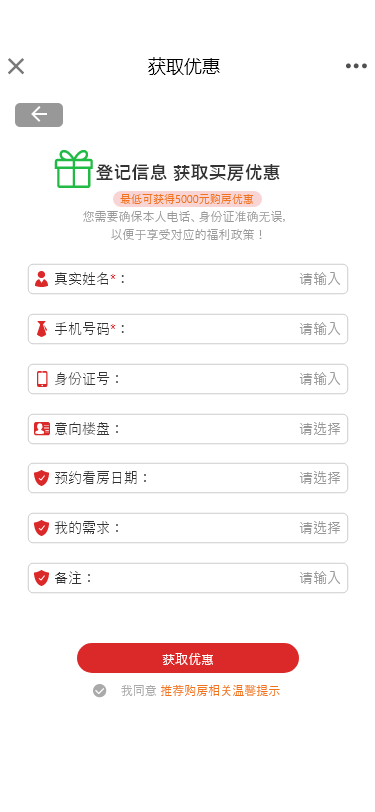 获取优惠
登记信息 获取买房优惠
最低可获得5000元购房优惠
您需要确保本人电话、身份证准确无误,
以便于享受对应的福利政策！
真实姓名*： 请输入
手机号码*： 请输入
身份证号： 请输入
意向楼盘： 请选择
预约看房日期： 请选择
我的需求： 请选择
备注： 请输入
获取优惠
我同意 推荐购房相关温馨提示